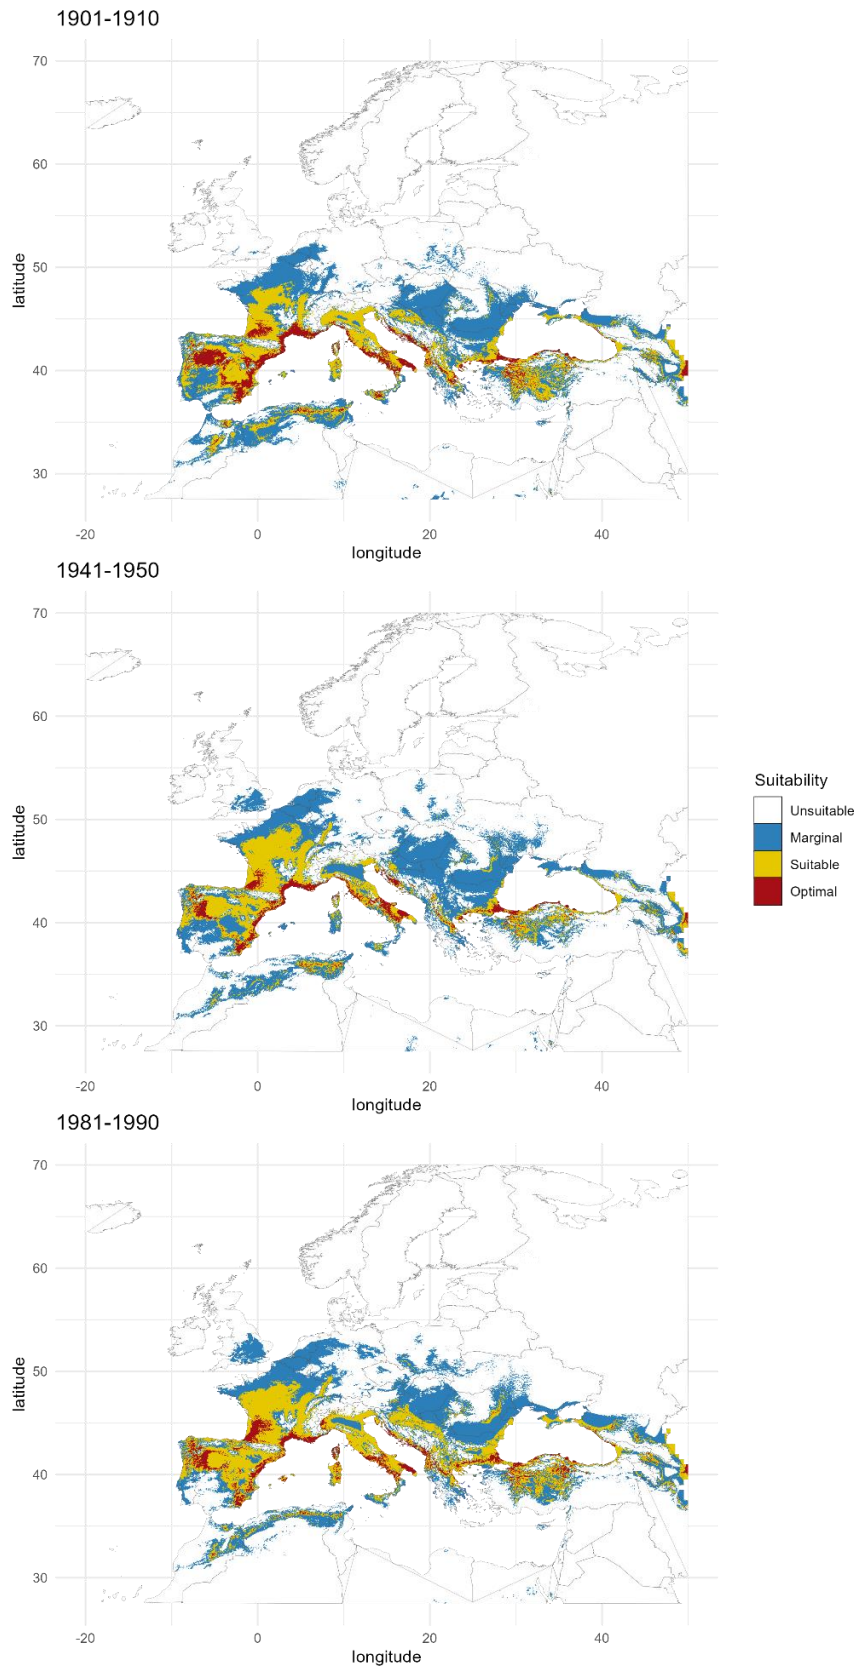 1901-1910
70
60
50
40
30
latitude
-20 0 20 40
longitude
1941-1950
70
60
50
40
30
latitude
-20 0 20 40
longitude
Suitability
Unsuitable
Marginal
Suitable
Optimal
1981-1990
70
60
50
40
30
latitude
-20 0 20 40
longitude